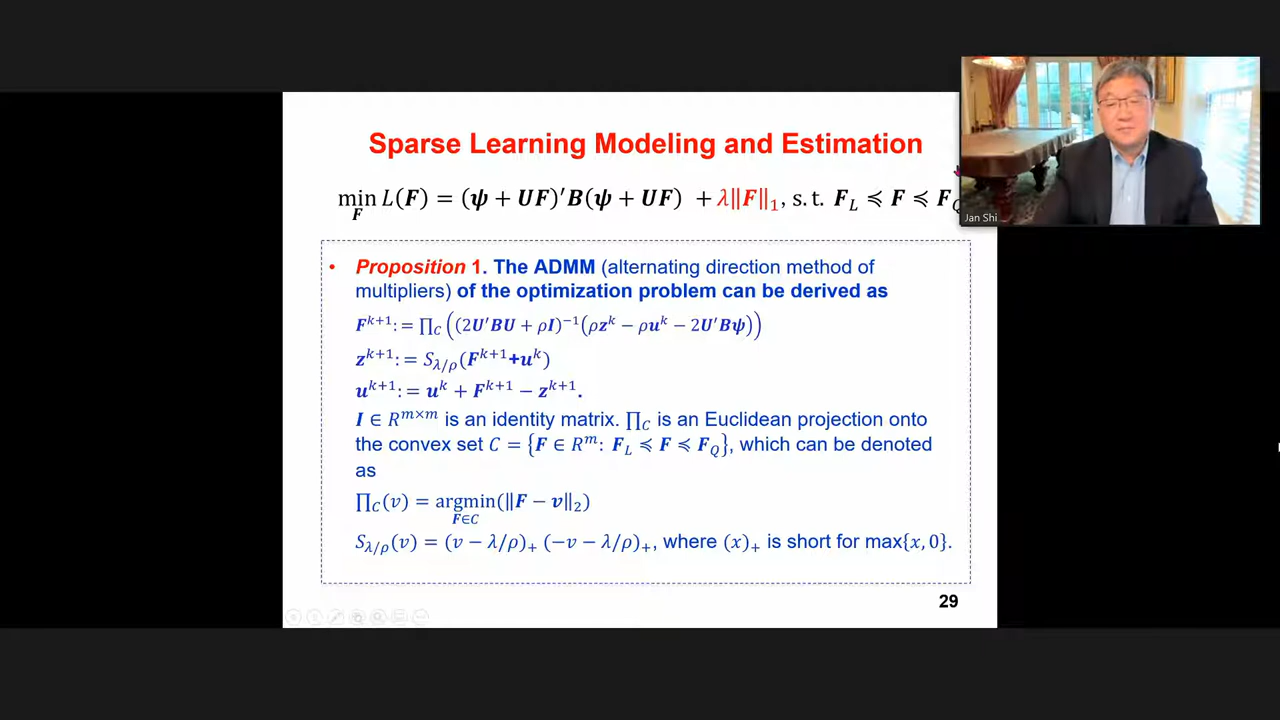 Sparse Learning Modeling and Estimation
min L(F) = (ψ + UF)′B(ψ + UF) + λ‖F‖₁, s.t. F_L ≼ F ≼ F_Q
F
Jan Shi
• Proposition 1. The ADMM (alternating direction method of
multipliers) of the optimization problem can be derived as
F^{k+1}: = ∏_C ((2U′BU + ρI)^{−1}(ρz^k − ρu^k − 2U′Bψ))
z^{k+1}: = S_{λ/ρ}(F^{k+1}+u^k)
u^{k+1}: = u^k + F^{k+1} − z^{k+1}.
I ∈ R^{m×m} is an identity matrix. ∏_C is an Euclidean projection onto
the convex set C = {F ∈ R^m: F_L ≼ F ≼ F_Q}, which can be denoted
as
∏_C(v) = argmin(‖F − v‖₂)
F∈C
S_{λ/ρ}(v) = (v − λ/ρ)₊ (−v − λ/ρ)₊, where (x)₊ is short for max{x, 0}.
29